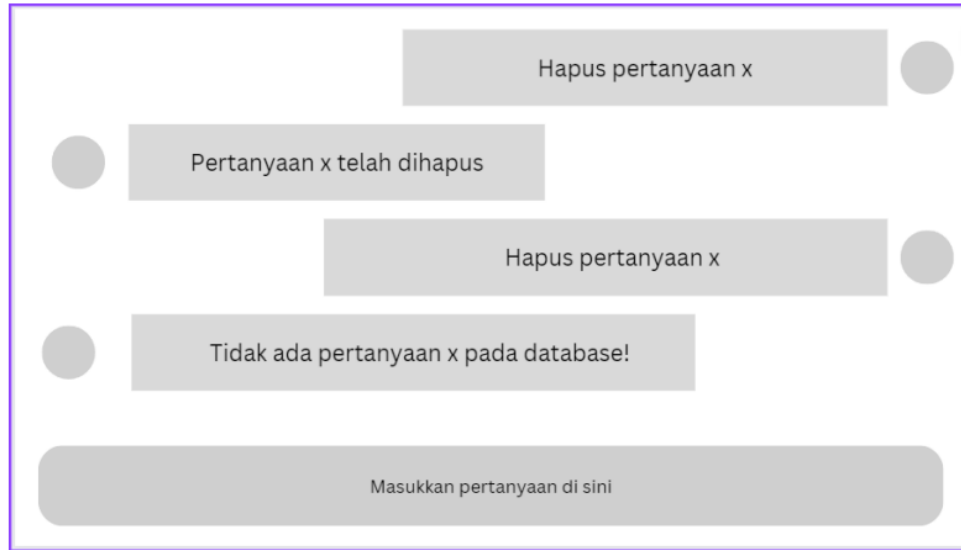 Hapus pertanyaan x
Pertanyaan x telah dihapus
Hapus pertanyaan x
Tidak ada pertanyaan x pada database!
Masukkan pertanyaan di sini